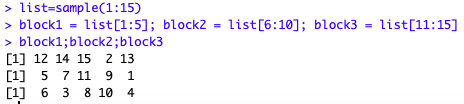 > list=sample(1:15)
> block1 = list[1:5]; block2 = list[6:10]; block3 = list[11:15]
> block1;block2;block3
[1] 12 14 15  2 13
[1]  5  7 11  9  1
[1]  6  3  8 10  4